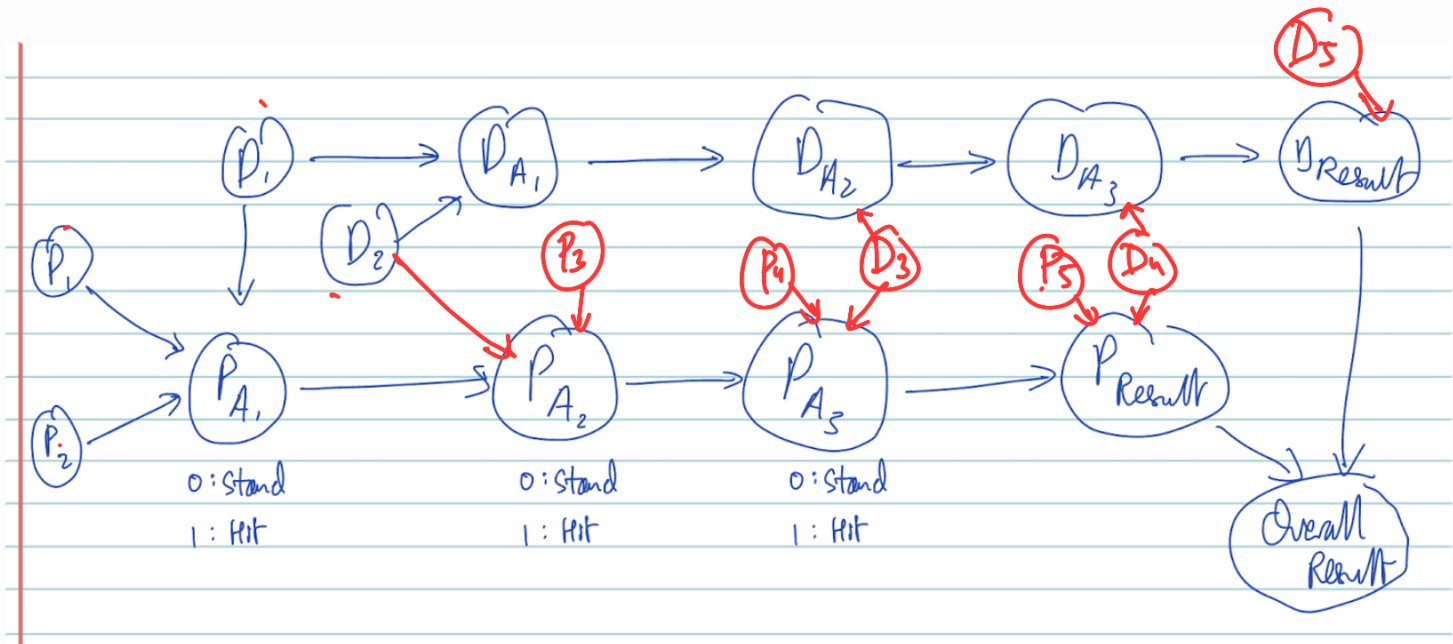 D5
D1
DA1
DA2
DA3
DResult
P1
D2
P3
P4
D3
P5
D4
P2
PA1
PA2
PA3
PResult
0: Stand
0: Stand
0: Stand
1: Hit
1: Hit
1: Hit
Overall
Result